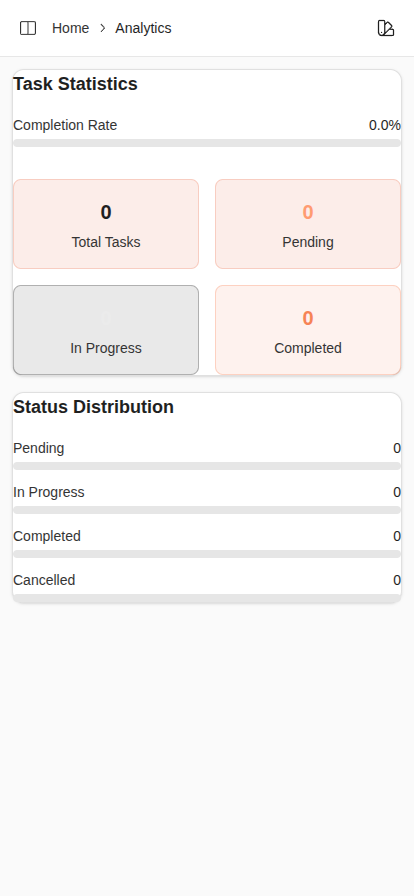 Home > Analytics
Task Statistics
Completion Rate 0.0%
0 0
Total Tasks Pending
0 0
In Progress Completed
Status Distribution
Pending 0
In Progress 0
Completed 0
Cancelled 0